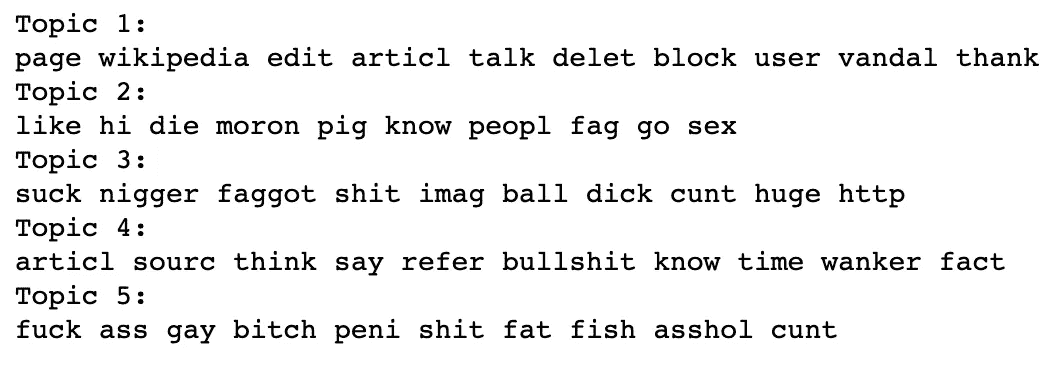 Topic 1:
page wikipedia edit articl talk delet block user vandal thank
Topic 2:
like hi die moron pig know peopl fag go sex
Topic 3:
suck nigger faggot shit imag ball dick cunt huge http
Topic 4:
articl sourc think say refer bullshit know time wanker fact
Topic 5:
fuck ass gay bitch peni shit fat fish asshol cunt